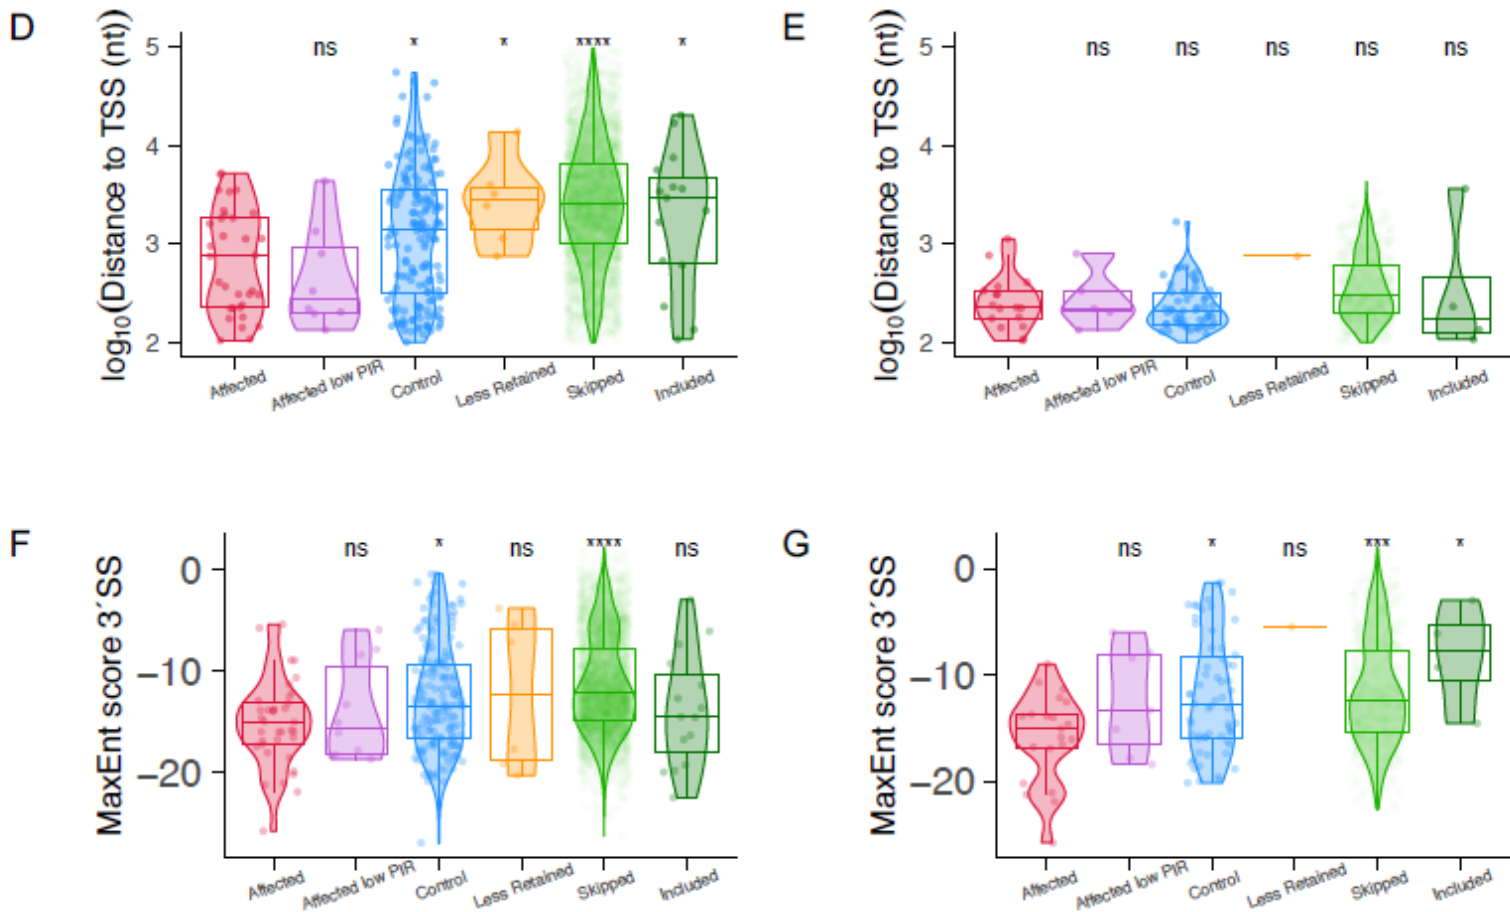 D
log₁₀(Distance to TSS (nt))
5
4
3
2
ns * * **** *
Affected Affected low PIR Control Less Retained Skipped Included
E
log₁₀(Distance to TSS (nt))
5
4
3
2
ns ns ns ns ns
Affected Affected low PIR Control Less Retained Skipped Included
F
MaxEnt score 3´SS
0
−10
−20
ns * ns **** ns
Affected Affected low PIR Control Less Retained Skipped Included
G
MaxEnt score 3´SS
0
−10
−20
ns * ns *** *
Affected Affected low PIR Control Less Retained Skipped Included